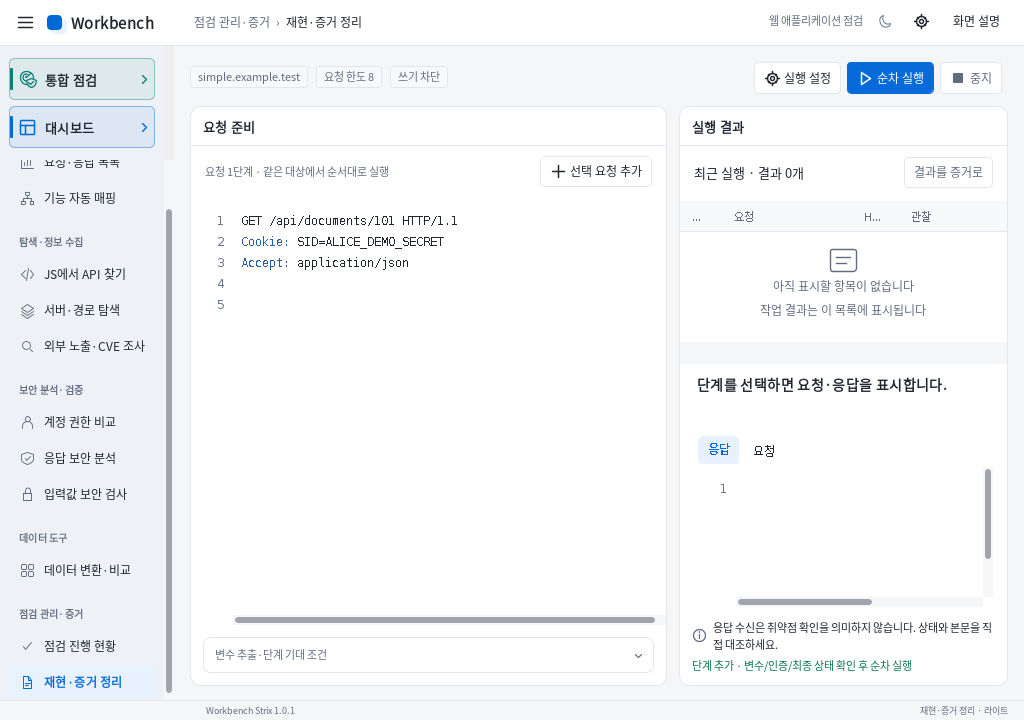 Workbench
점검 관리·증거 › 재현·증거 정리
웹 애플리케이션 점검
화면 설명
통합 점검
대시보드
요청·응답 목록
기능 자동 매핑
탐색·정보 수집
JS에서 API 찾기
서버·경로 탐색
외부 노출·CVE 조사
보안 분석·검증
계정 권한 비교
응답 보안 분석
입력값 보안 검사
데이터 도구
데이터 변환·비교
점검 관리·증거
점검 진행 현황
재현·증거 정리
simple.example.test
요청 한도 8
쓰기 차단
실행 설정
순차 실행
중지
요청 준비
요청 1단계 · 같은 대상에서 순서대로 실행
선택 요청 추가
1 GET /api/documents/101 HTTP/1.1
2 Cookie: SID=ALICE_DEMO_SECRET
3 Accept: application/json
4
5
변수 추출·단계 기대 조건
실행 결과
최근 실행 · 결과 0개
결과를 증거로
... 요청 H... 관찰
아직 표시할 항목이 없습니다
작업 결과는 이 목록에 표시됩니다
단계를 선택하면 요청·응답을 표시합니다.
응답 요청
1
응답 수신은 취약점 확인을 의미하지 않습니다. 상태와 본문을 직
접 대조하세요.
단계 추가 · 변수/인증/최종 상태 확인 후 순차 실행
Workbench Strix 1.0.1
재현·증거 정리 · 라이트